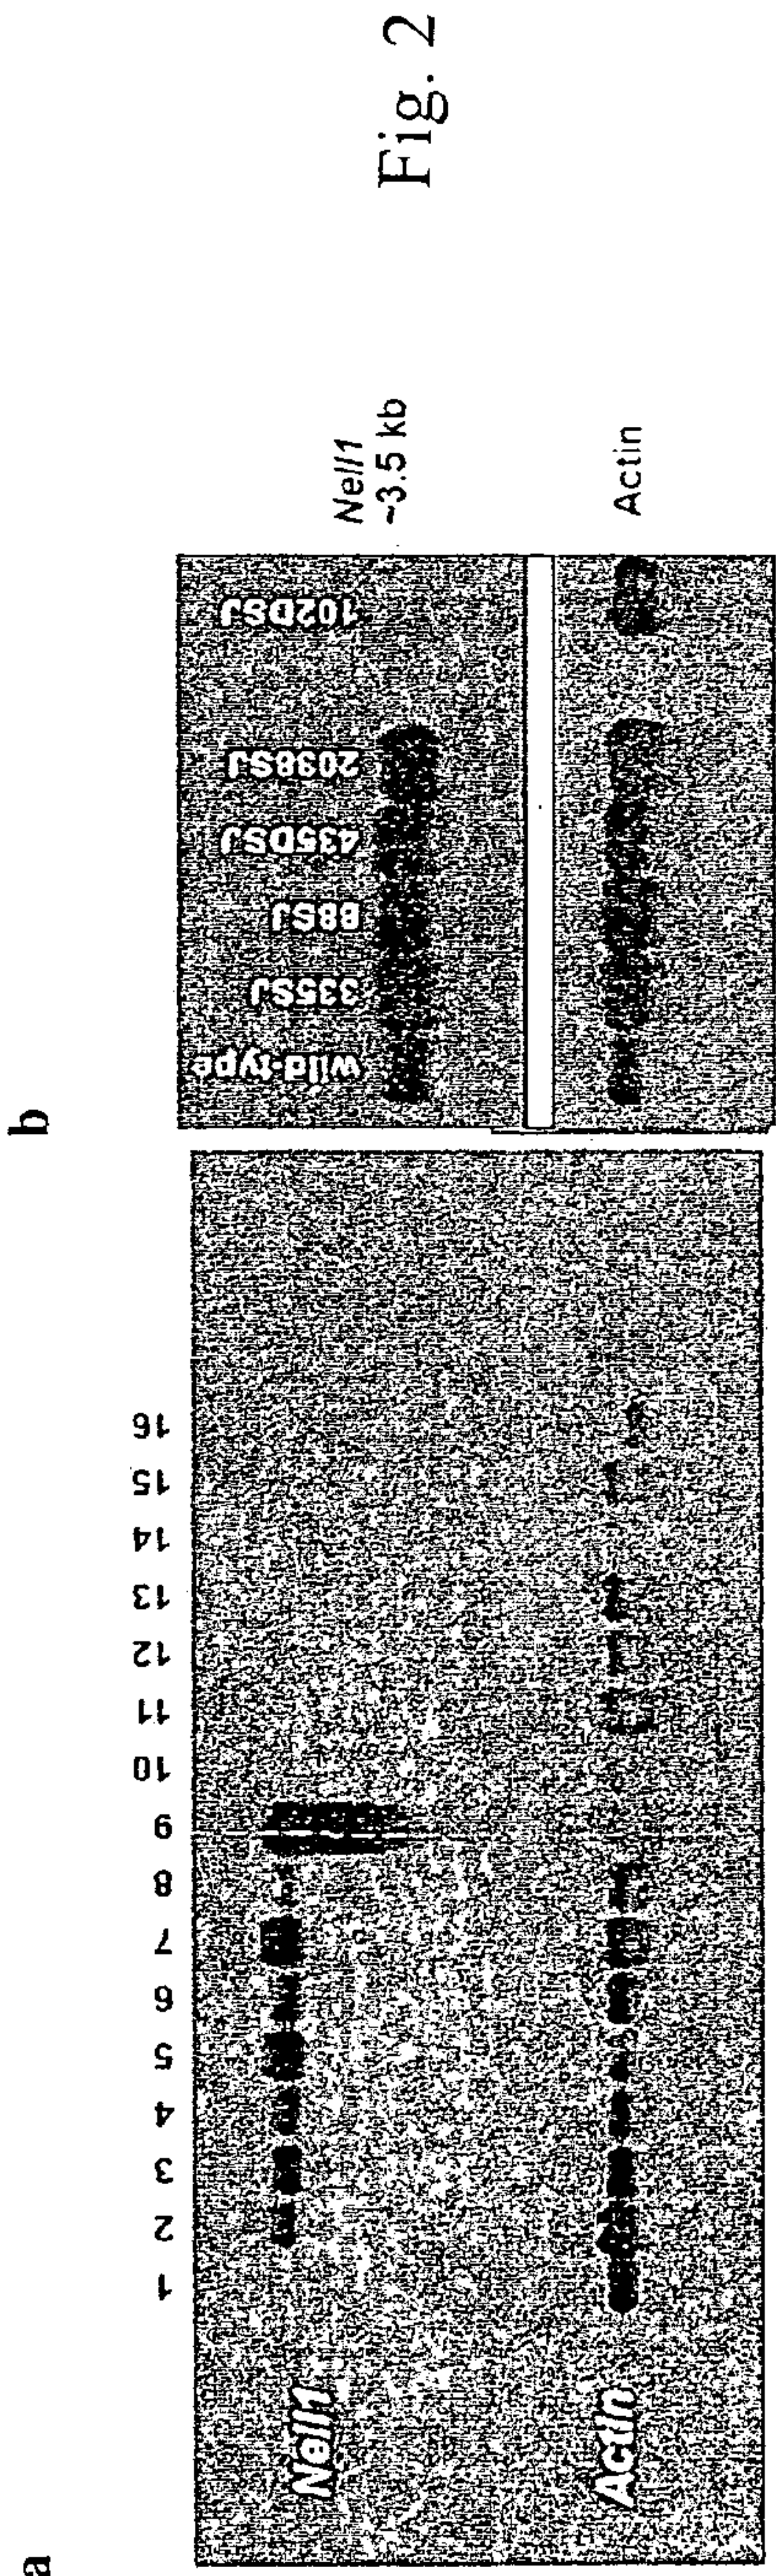 a
1 2 3 4 5 6 7 8 9 10 11 12 13 14 15 16
Nell1
Actin
b
wild-type
335SJ
88SJ
435DSJ
2038SJ
102DSJ
Nell1
~3.5 kb
Actin
Fig. 2